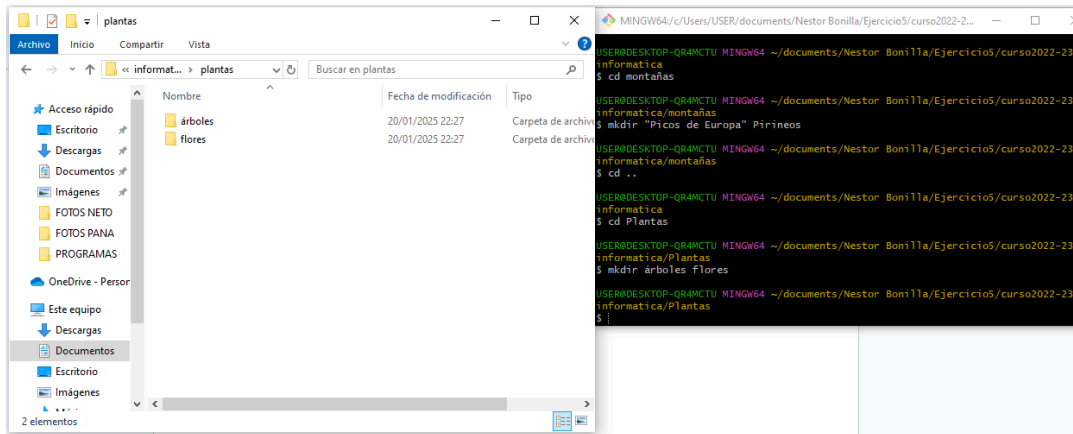 plantas
Archivo Inicio Compartir Vista
« informat... › plantas
Buscar en plantas
Nombre Fecha de modificación Tipo
árboles 20/01/2025 22:27 Carpeta de archivo
flores 20/01/2025 22:27 Carpeta de archivo
Acceso rápido
Escritorio
Descargas
Documentos
Imágenes
FOTOS NETO
FOTOS PANA
PROGRAMAS
OneDrive - Person
Este equipo
Descargas
Documentos
Escritorio
Imágenes
2 elementos
MINGW64:/c/Users/USER/documents/Nestor Bonilla/Ejercicio5/curso2022-2...
USER@DESKTOP-QR4MCTU MINGW64 ~/documents/Nestor Bonilla/Ejercicio5/curso2022-23
informatica
$ cd montañas
USER@DESKTOP-QR4MCTU MINGW64 ~/documents/Nestor Bonilla/Ejercicio5/curso2022-23
informatica/montañas
$ mkdir "Picos de Europa" Pirineos
USER@DESKTOP-QR4MCTU MINGW64 ~/documents/Nestor Bonilla/Ejercicio5/curso2022-23
informatica/montañas
$ cd ..
USER@DESKTOP-QR4MCTU MINGW64 ~/documents/Nestor Bonilla/Ejercicio5/curso2022-23
informatica
$ cd Plantas
USER@DESKTOP-QR4MCTU MINGW64 ~/documents/Nestor Bonilla/Ejercicio5/curso2022-23
informatica/Plantas
$ mkdir árboles flores
USER@DESKTOP-QR4MCTU MINGW64 ~/documents/Nestor Bonilla/Ejercicio5/curso2022-23
informatica/Plantas
$